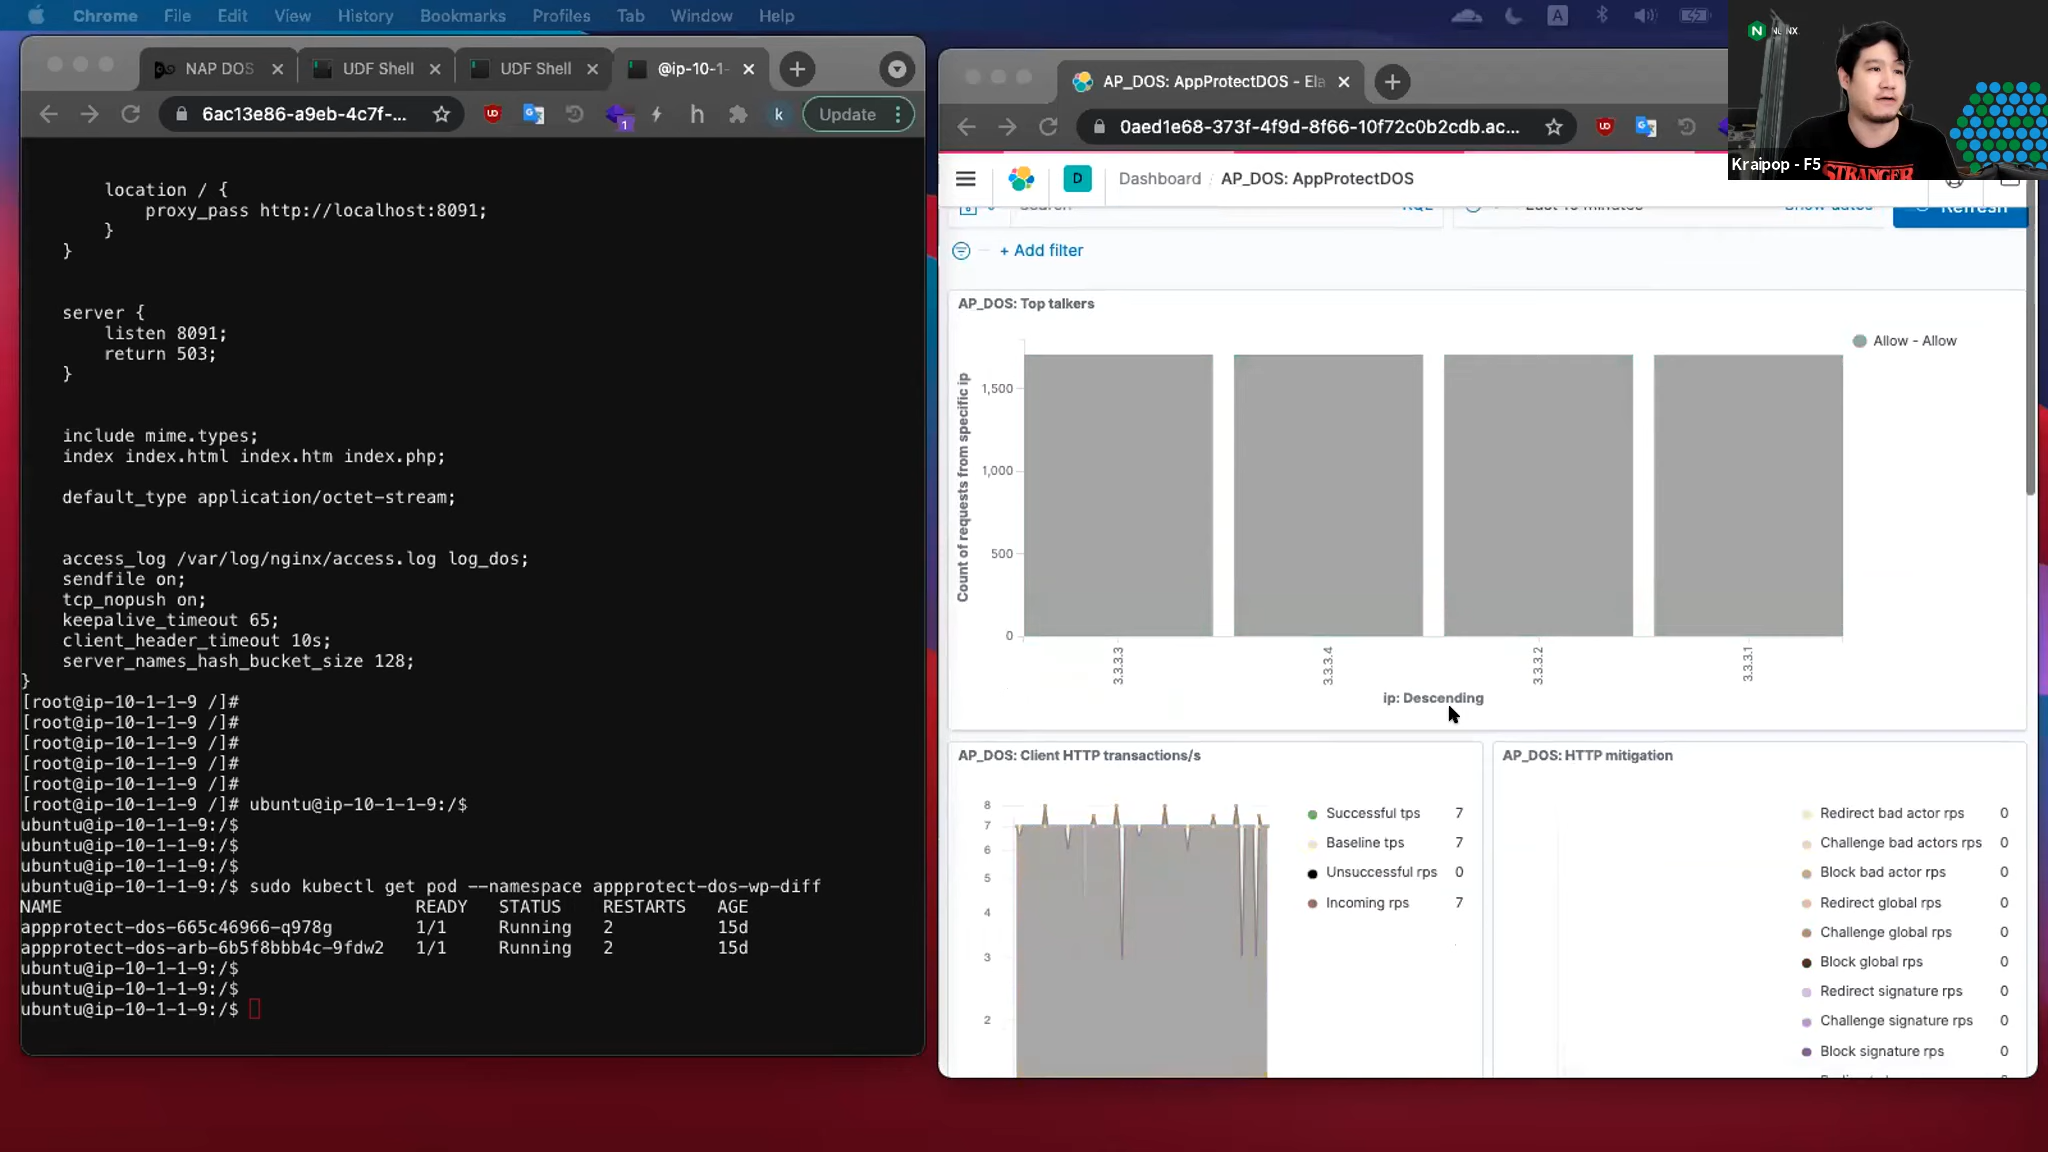 Chrome File Edit View History Bookmarks Profiles Tab Window Help
A
NAP DOS
UDF Shell
UDF Shell
@ip-10-1-
6ac13e86-a9eb-4c7f-...
1
h
k
Update
location / {
proxy_pass http://localhost:8091;
}
}
server {
listen 8091;
return 503;
}
include mime.types;
index index.html index.htm index.php;
default_type application/octet-stream;
access_log /var/log/nginx/access.log log_dos;
sendfile on;
tcp_nopush on;
keepalive_timeout 65;
client_header_timeout 10s;
server_names_hash_bucket_size 128;
}
[root@ip-10-1-1-9 /]#
[root@ip-10-1-1-9 /]#
[root@ip-10-1-1-9 /]#
[root@ip-10-1-1-9 /]#
[root@ip-10-1-1-9 /]#
[root@ip-10-1-1-9 /]# ubuntu@ip-10-1-1-9:/$
ubuntu@ip-10-1-1-9:/$
ubuntu@ip-10-1-1-9:/$
ubuntu@ip-10-1-1-9:/$
ubuntu@ip-10-1-1-9:/$ sudo kubectl get pod --namespace appprotect-dos-wp-diff
NAME READY STATUS RESTARTS AGE
appprotect-dos-665c46966-q978g 1/1 Running 2 15d
appprotect-dos-arb-6b5f8bbb4c-9fdw2 1/1 Running 2 15d
ubuntu@ip-10-1-1-9:/$
ubuntu@ip-10-1-1-9:/$
ubuntu@ip-10-1-1-9:/$
AP_DOS: AppProtectDOS - Ela
0aed1e68-373f-4f9d-8f66-10f72c0b2cdb.ac...
D
Dashboard / AP_DOS: AppProtectDOS
Search
KQL
Last 15 minutes
Show dates
Refresh
+ Add filter
AP_DOS: Top talkers
Count of requests from specific ip
1,500
1,000
500
0
3.3.3.3
3.3.3.4
3.3.3.2
3.3.3.1
ip: Descending
Allow - Allow
AP_DOS: Client HTTP transactions/s
8
7
6
5
4
3
2
Successful tps 7
Baseline tps 7
Unsuccessful rps 0
Incoming rps 7
AP_DOS: HTTP mitigation
Redirect bad actor rps 0
Challenge bad actors rps 0
Block bad actor rps 0
Redirect global rps 0
Challenge global rps 0
Block global rps 0
Redirect signature rps 0
Challenge signature rps 0
Block signature rps 0
N
NGINX
Kraipop - F5
STRANGER